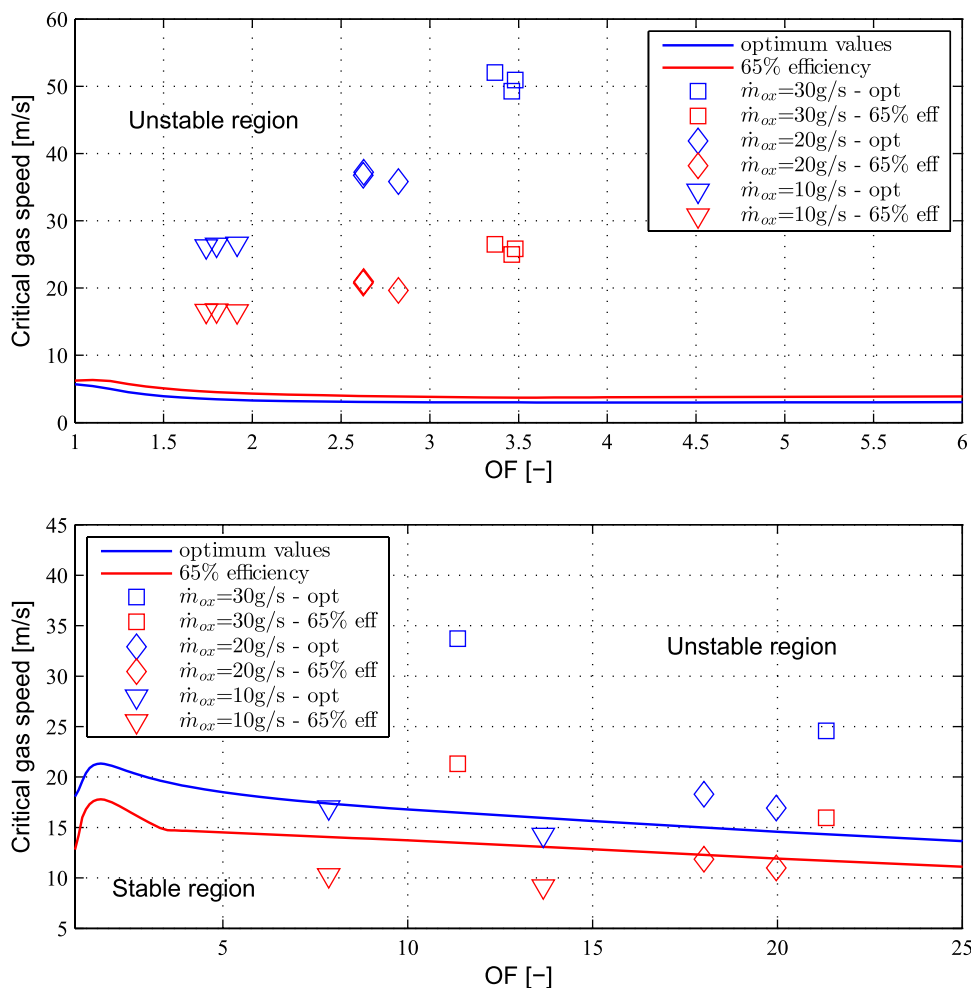 60
50
40
30
20
10
0
Critical gas speed [m/s]
Unstable region
optimum values
65% efficiency
ṁox=30g/s - opt
ṁox=30g/s - 65% eff
ṁox=20g/s - opt
ṁox=20g/s - 65% eff
ṁox=10g/s - opt
ṁox=10g/s - 65% eff
1 1.5 2 2.5 3 3.5 4 4.5 5 5.5 6
OF [−]
45
40
35
30
25
20
15
10
5
Critical gas speed [m/s]
optimum values
65% efficiency
ṁox=30g/s - opt
ṁox=30g/s - 65% eff
ṁox=20g/s - opt
ṁox=20g/s - 65% eff
ṁox=10g/s - opt
ṁox=10g/s - 65% eff
Unstable region
Stable region
5 10 15 20 25
OF [−]